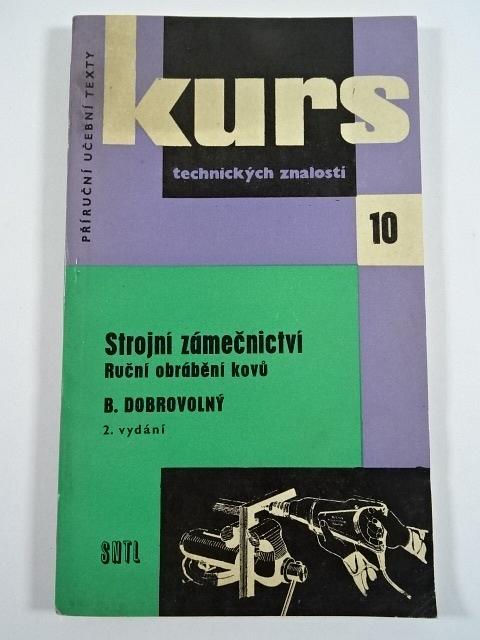 PŘÍRUČNÍ UČEBNÍ TEXTY
kurs
technických znalostí
10
Strojní zámečnictví
Ruční obrábění kovů
B. DOBROVOLNÝ
2. vydání
SNTL